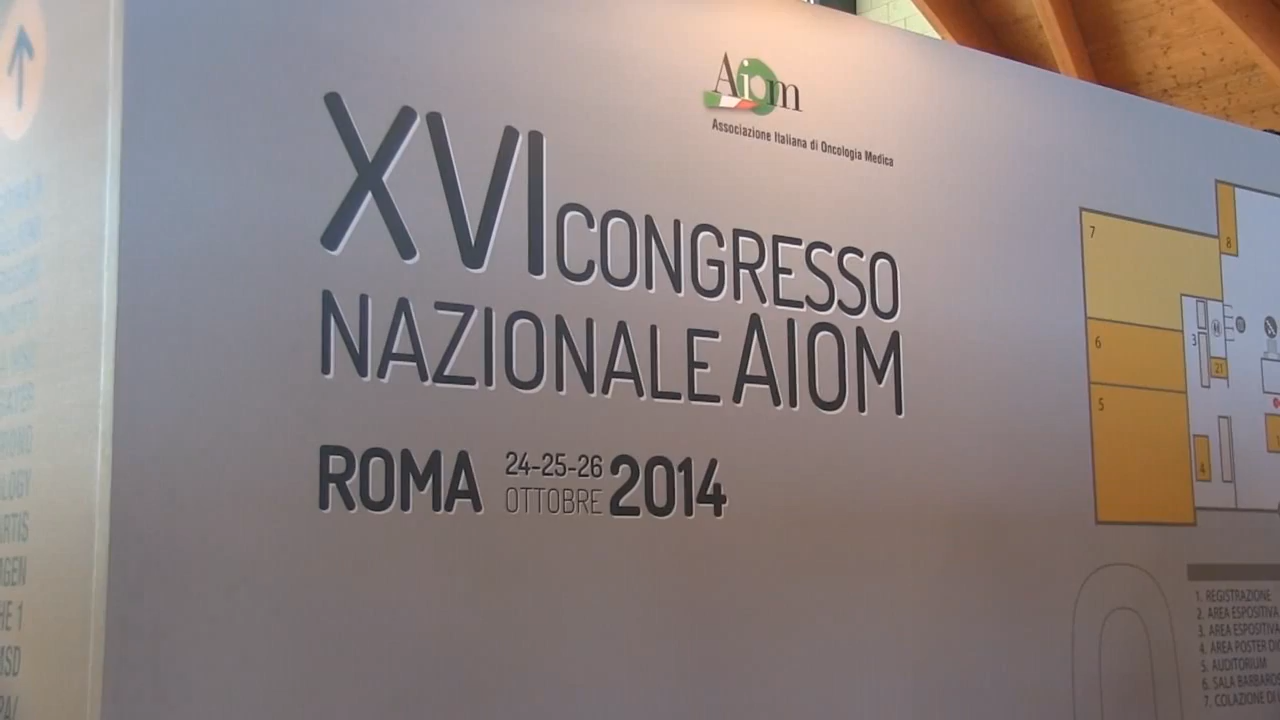 Aiom
Associazione Italiana di Oncologia Medica
XVI CONGRESSO
NAZIONALE AIOM
ROMA 24-25-26 OTTOBRE 2014
7
8
6
3
21
5
4
1. REGISTRAZIONE
2. AREA ESPOSITIVA
3. AREA ESPOSITIVA
4. AREA POSTER
5. AUDITORIUM
6. SALA
7. COLAZIONE
MSD